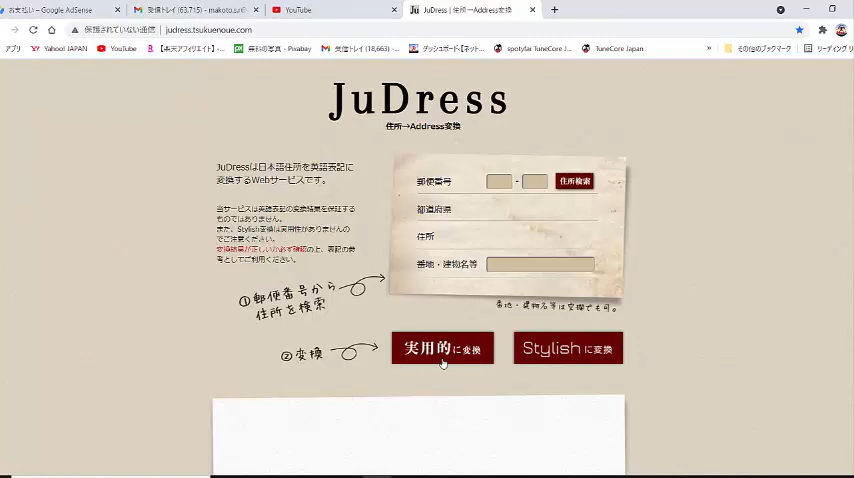 お支払い – Google AdSense
受信トレイ (63,715) - makoto.s
YouTube
JuDress | 住所→Address変換
保護されていない通信 | judress.tsukuenoue.com
アプリ
Yahoo! JAPAN
YouTube
【楽天アフィリエイト】-
無料の写真 - Pixabay
受信トレイ (18,663) -
ダッシュボード-【ネット
spotyfai TuneCore J
TuneCore Japan
»
その他のブックマーク
リーディング リ
JuDress
住所→Address変換
JuDressは日本語住所を英語表記に
変換するWebサービスです。
当サービスは英語表記の変換結果を保証する
ものではありません。
また、Stylish変換は実用性がありませんの
でご注意ください。
変換結果が正しいか必ず確認の上、表記の参
考としてご利用ください。
郵便番号 - 住所検索
都道府県
住所
番地・建物名等
①郵便番号から
住所を検索
番地・建物名等は空欄でも可。
②変換
実用的に変換
Stylishに変換